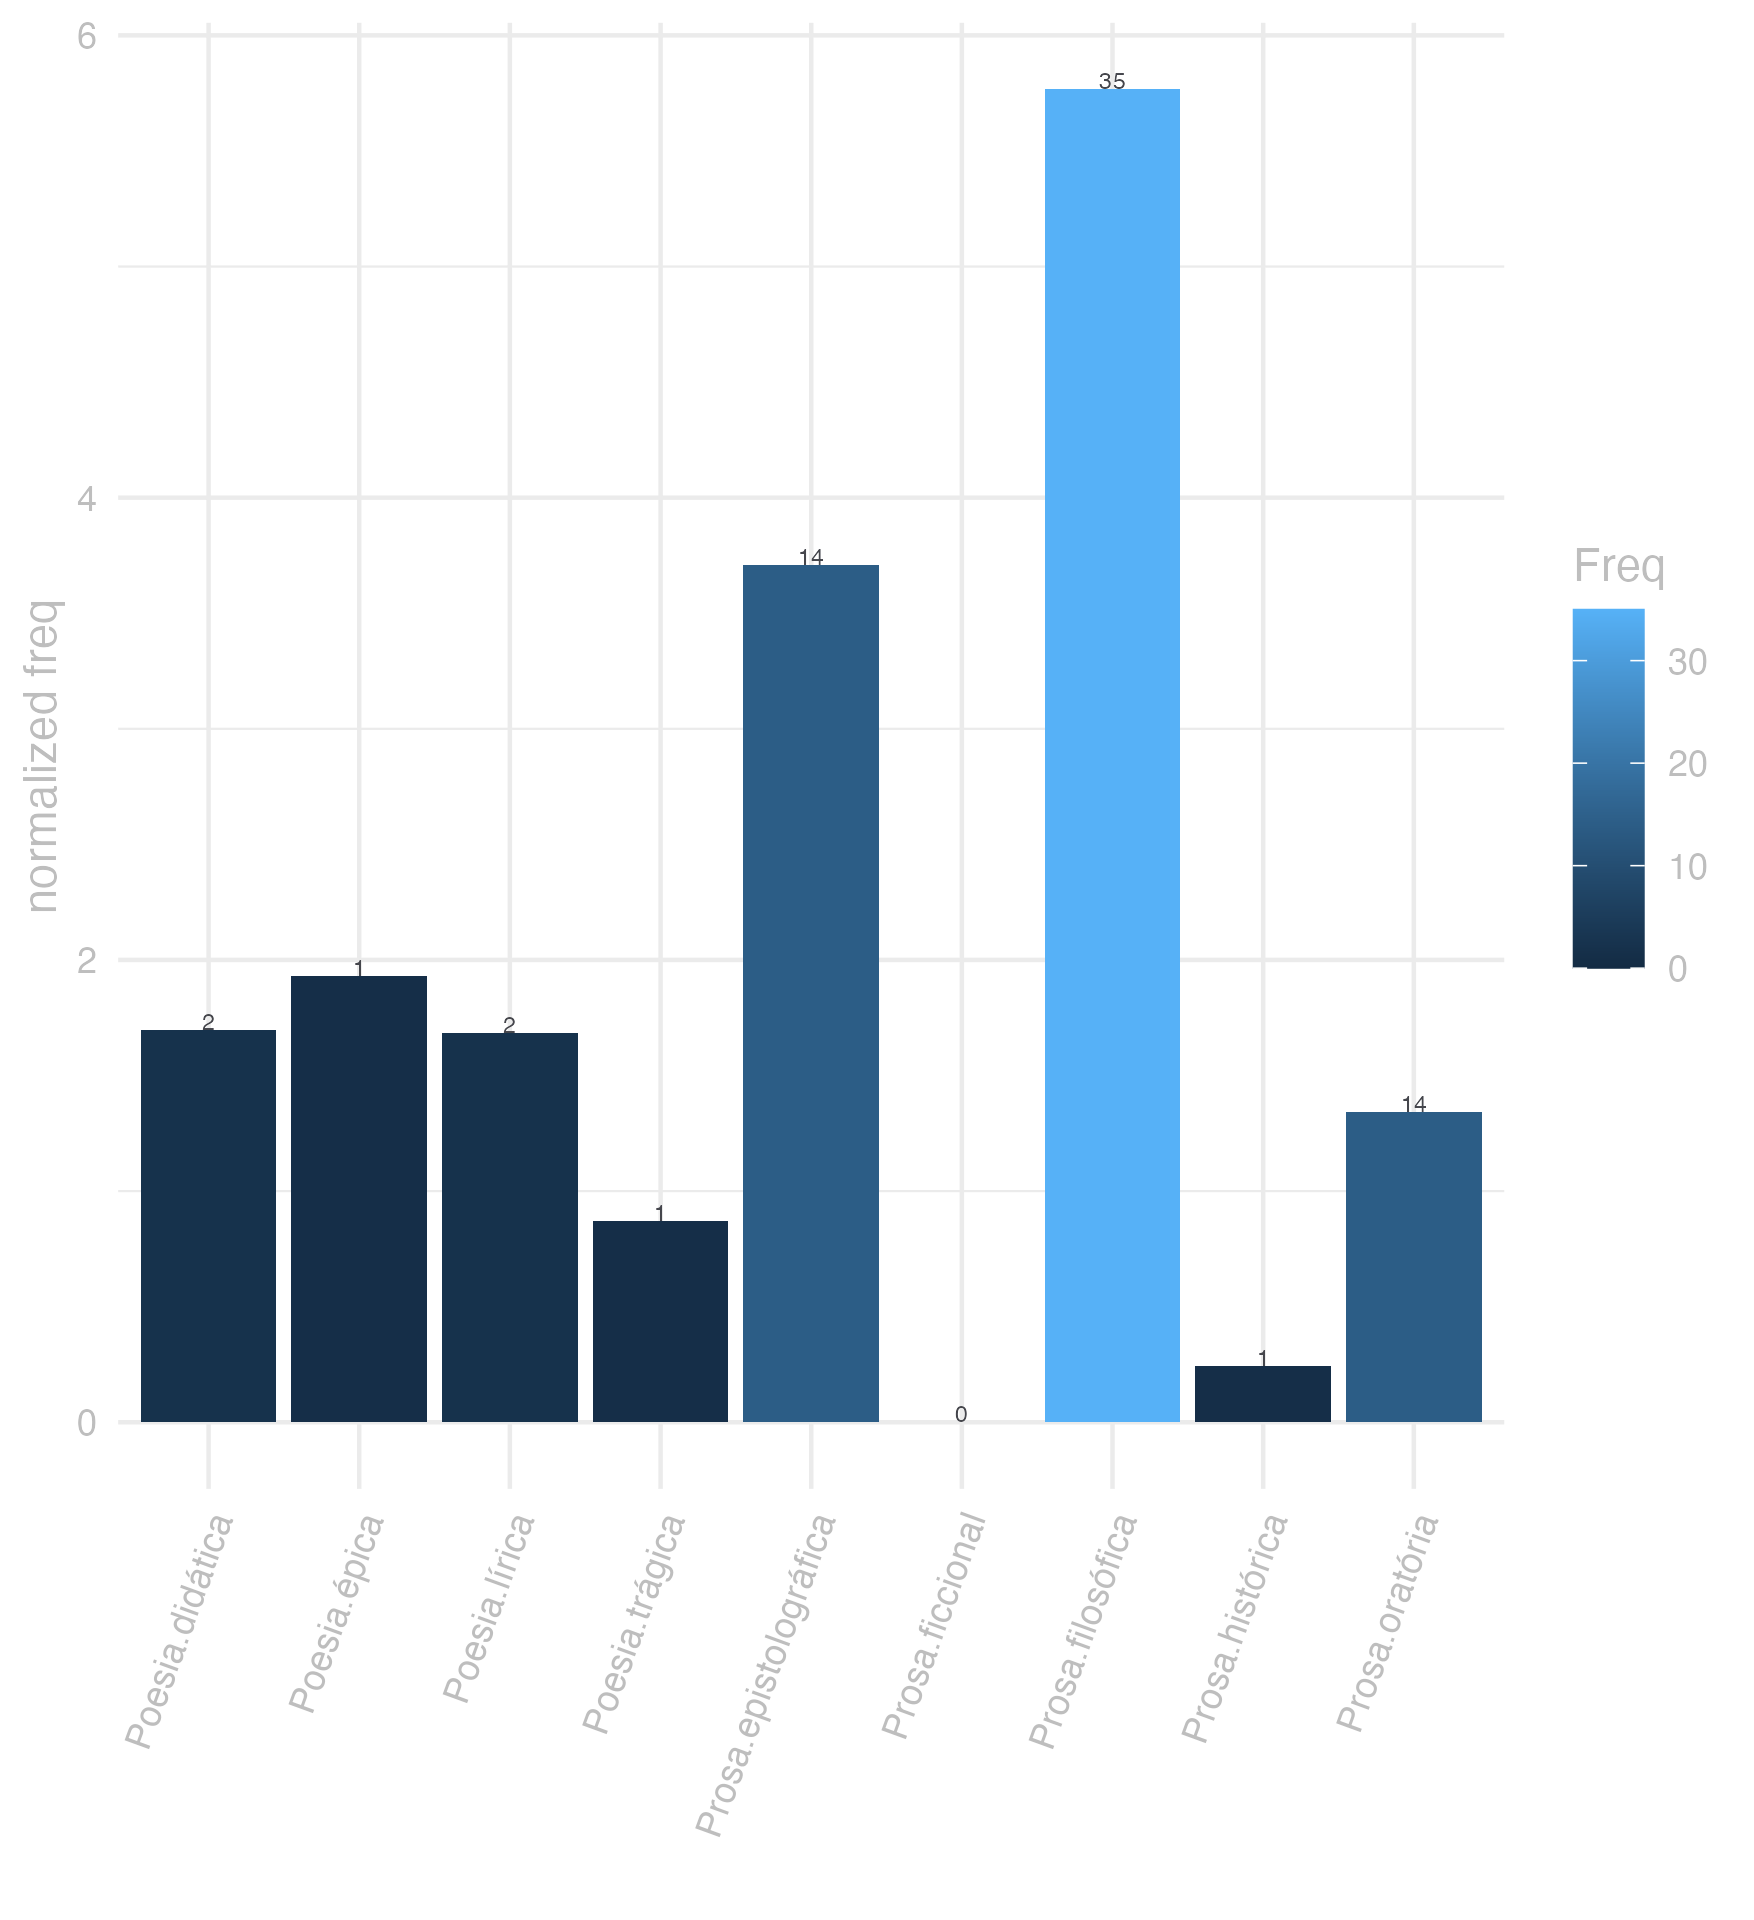 6
4
2
0
normalized freq
2
1
2
1
14
0
35
1
14
Poesia.didática
Poesia.épica
Poesia.lírica
Poesia.trágica
Prosa.epistolográfica
Prosa.ficcional
Prosa.filosófica
Prosa.histórica
Prosa.oratória
Freq
30
20
10
0